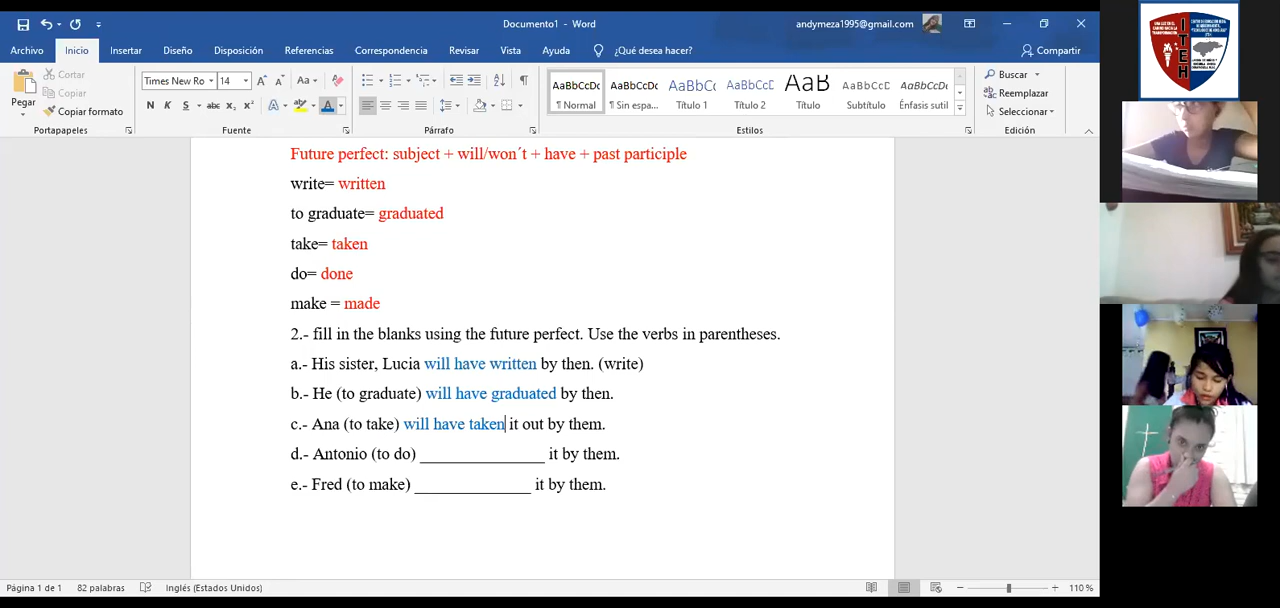 Documento1 - Word
andymeza1995@gmail.com
Archivo Inicio Insertar Diseño Disposición Referencias Correspondencia Revisar Vista Ayuda ¿Qué desea hacer? Compartir
Pegar
Cortar
Copiar
Copiar formato
Portapapeles
Times New Ro 14
N K S abc x₂ x²
Fuente
Párrafo
AaBbCcDc ¶ Normal
AaBbCcDc ¶ Sin espa...
AaBbC Título 1
AaBbCcL Título 2
AaB Título
AaBbCcD Subtítulo
AaBbCcDc Énfasis sutil
Estilos
Buscar
Reemplazar
Seleccionar
Edición
ITEH
Future perfect: subject + will/won´t + have + past participle
write= written
to graduate= graduated
take= taken
do= done
make = made
2.- fill in the blanks using the future perfect. Use the verbs in parentheses.
a.- His sister, Lucia will have written by then. (write)
b.- He (to graduate) will have graduated by then.
c.- Ana (to take) will have taken it out by them.
d.- Antonio (to do) _______________ it by them.
e.- Fred (to make) ______________ it by them.
Página 1 de 1 82 palabras Inglés (Estados Unidos) 110 %